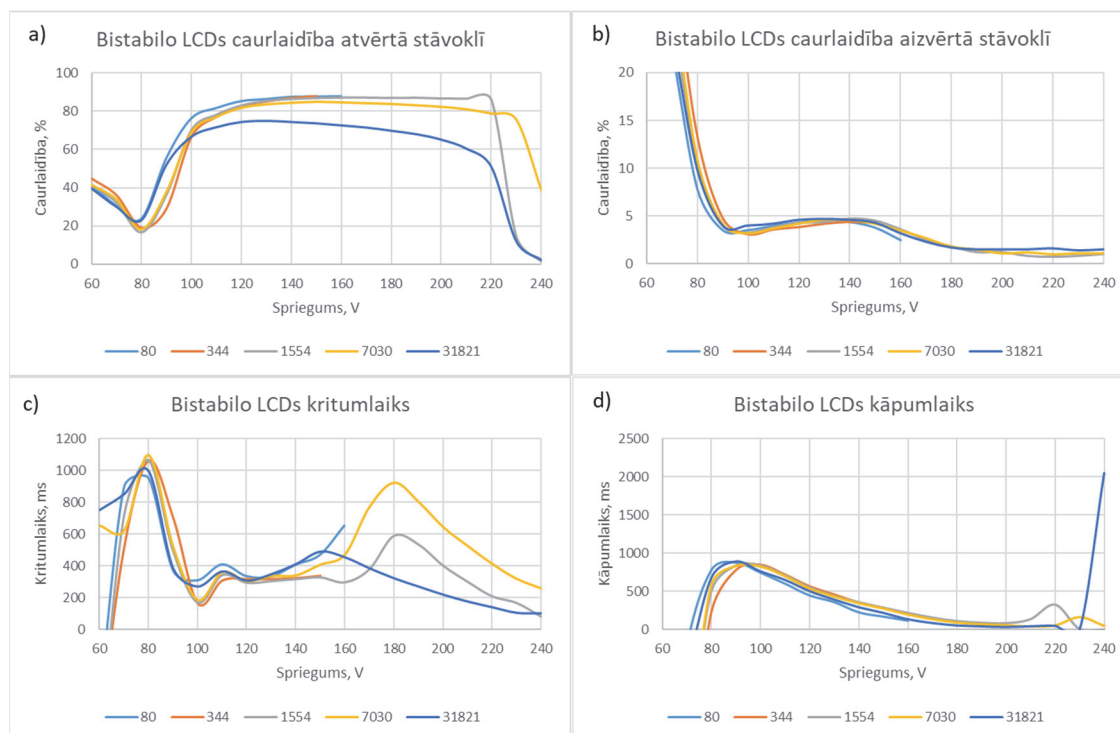 a)
Bistabilo LCDs caurlaidība atvērtā stāvoklī
Caurlaidība, %
100
80
60
40
20
0
60 80 100 120 140 160 180 200 220 240
Spriegums, V
80 344 1554 7030 31821
b)
Bistabilo LCDs caurlaidība aizvērtā stāvoklī
Caurlaidība, %
20
15
10
5
0
60 80 100 120 140 160 180 200 220 240
Spriegums, V
80 344 1554 7030 31821
c)
Bistabilo LCDs kritumlaiks
Kritumlaiks, ms
1200
1000
800
600
400
200
0
60 80 100 120 140 160 180 200 220 240
Spriegums, V
80 344 1554 7030 31821
d)
Bistabilo LCDs kāpumlaiks
Kāpumlaiks, ms
2500
2000
1500
1000
500
0
60 80 100 120 140 160 180 200 220 240
Spriegums, V
80 344 1554 7030 31821